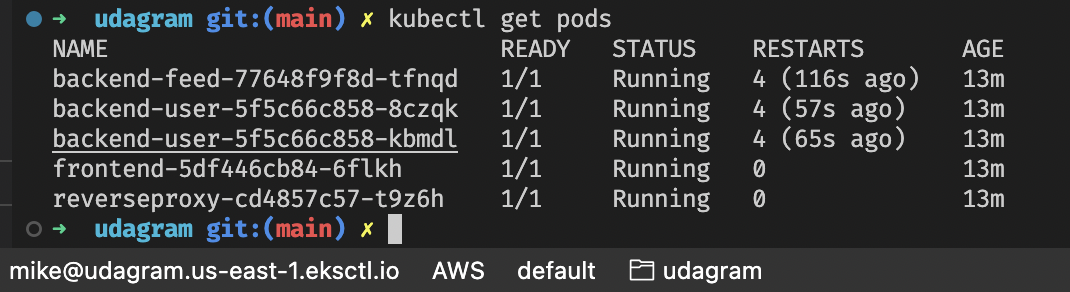 ➜ udagram git:(main) ✗ kubectl get pods
NAME READY STATUS RESTARTS AGE
backend-feed-77648f9f8d-tfnqd 1/1 Running 4 (116s ago) 13m
backend-user-5f5c66c858-8czqk 1/1 Running 4 (57s ago) 13m
backend-user-5f5c66c858-kbmdl 1/1 Running 4 (65s ago) 13m
frontend-5df446cb84-6flkh 1/1 Running 0 13m
reverseproxy-cd4857c57-t9z6h 1/1 Running 0 13m
➜ udagram git:(main) ✗
mike@udagram.us-east-1.eksctl.io AWS default udagram